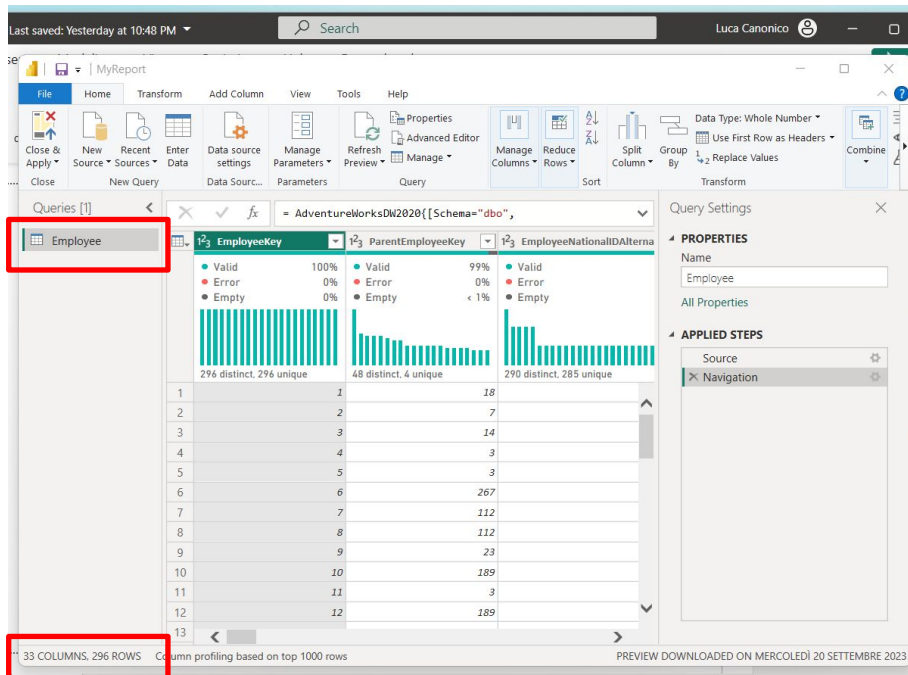 Last saved: Yesterday at 10:48 PM
Search
Luca Canonico
MyReport
File Home Transform Add Column View Tools Help
Close & Apply
New Source
Recent Sources
Enter Data
Data source settings
Manage Parameters
Refresh Preview
Properties
Advanced Editor
Manage
Manage Columns
Reduce Rows
Split Column
Group By
Data Type: Whole Number
Use First Row as Headers
Replace Values
Combine
Close New Query Data Sourc... Parameters Query Sort Transform
Queries [1]
Employee
fx = AdventureWorksDW2020{[Schema="dbo",
1²3 EmployeeKey 1²3 ParentEmployeeKey 1²3 EmployeeNationalIDAlterna
Valid 100% Valid 99% Valid
Error 0% Error 0% Error
Empty 0% Empty < 1% Empty
296 distinct, 296 unique 48 distinct, 4 unique 290 distinct, 285 unique
1 1 18
2 2 7
3 3 14
4 4 3
5 5 3
6 6 267
7 7 112
8 8 112
9 9 23
10 10 189
11 11 3
12 12 189
13
Query Settings
PROPERTIES
Name
Employee
All Properties
APPLIED STEPS
Source
Navigation
33 COLUMNS, 296 ROWS Column profiling based on top 1000 rows PREVIEW DOWNLOADED ON MERCOLEDÌ 20 SETTEMBRE 2023